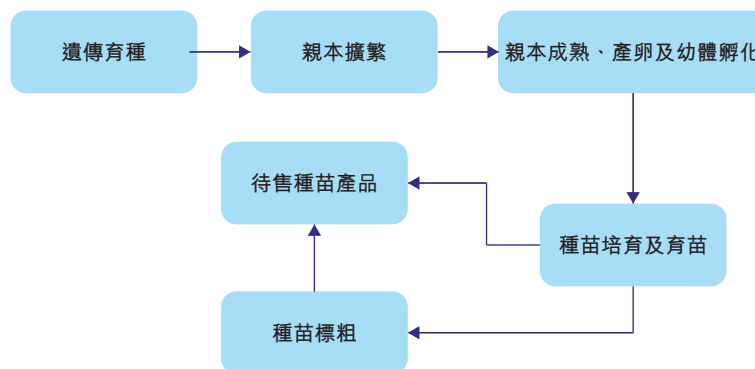 遺傳育種
親本擴繁
親本成熟、產卵及幼體孵化
待售種苗產品
種苗培育及育苗
種苗標粗